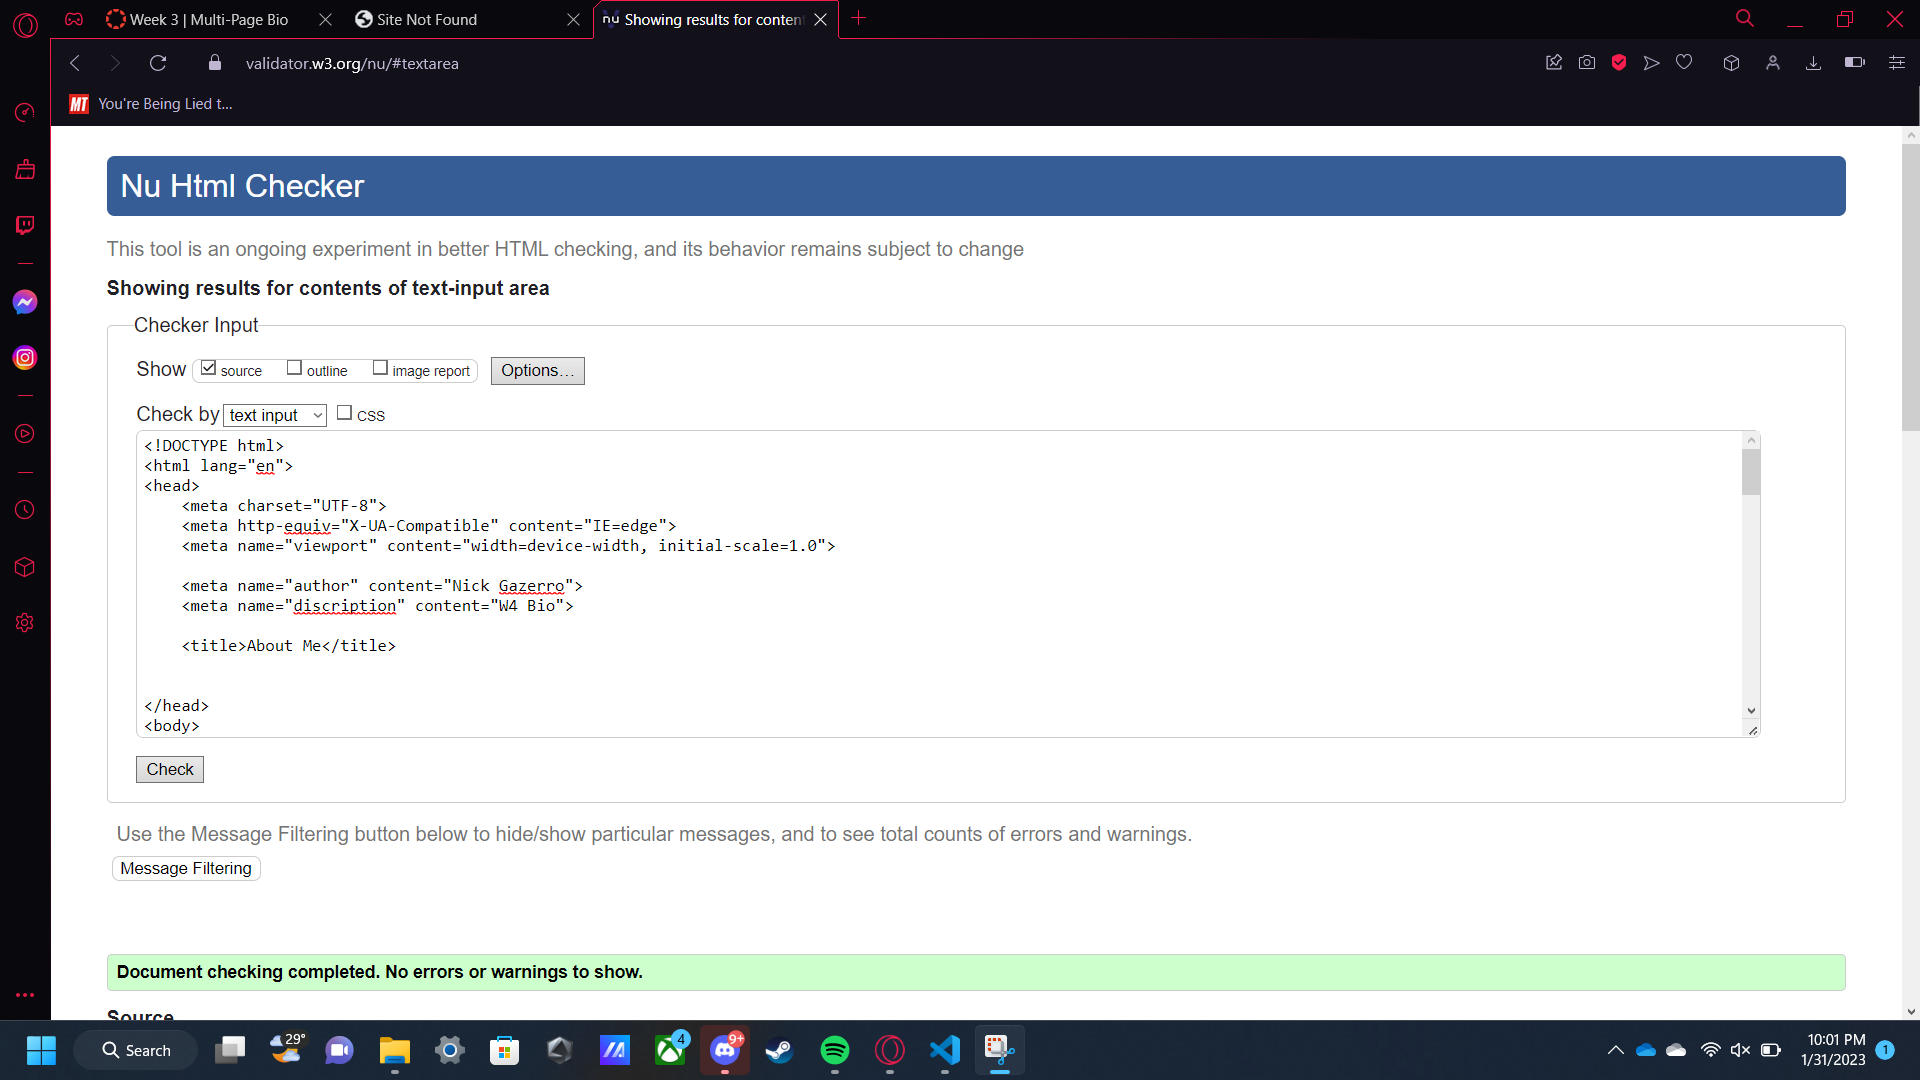 Week 3 | Multi-Page Bio
Site Not Found
Showing results for conten
validator.w3.org/nu/#textarea
MT You're Being Lied t...
Nu Html Checker
This tool is an ongoing experiment in better HTML checking, and its behavior remains subject to change
Showing results for contents of text-input area
Checker Input
Show source outline image report Options...
Check by text input CSS
<!DOCTYPE html>
<html lang="en">
<head>
    <meta charset="UTF-8">
    <meta http-equiv="X-UA-Compatible" content="IE=edge">
    <meta name="viewport" content="width=device-width, initial-scale=1.0">
    <meta name="author" content="Nick Gazerro">
    <meta name="discription" content="W4 Bio">
    <title>About Me</title>
</head>
<body>
Check
Use the Message Filtering button below to hide/show particular messages, and to see total counts of errors and warnings.
Message Filtering
Document checking completed. No errors or warnings to show.
Source
Search
29°
4
9+
10:01 PM
1/31/2023
1